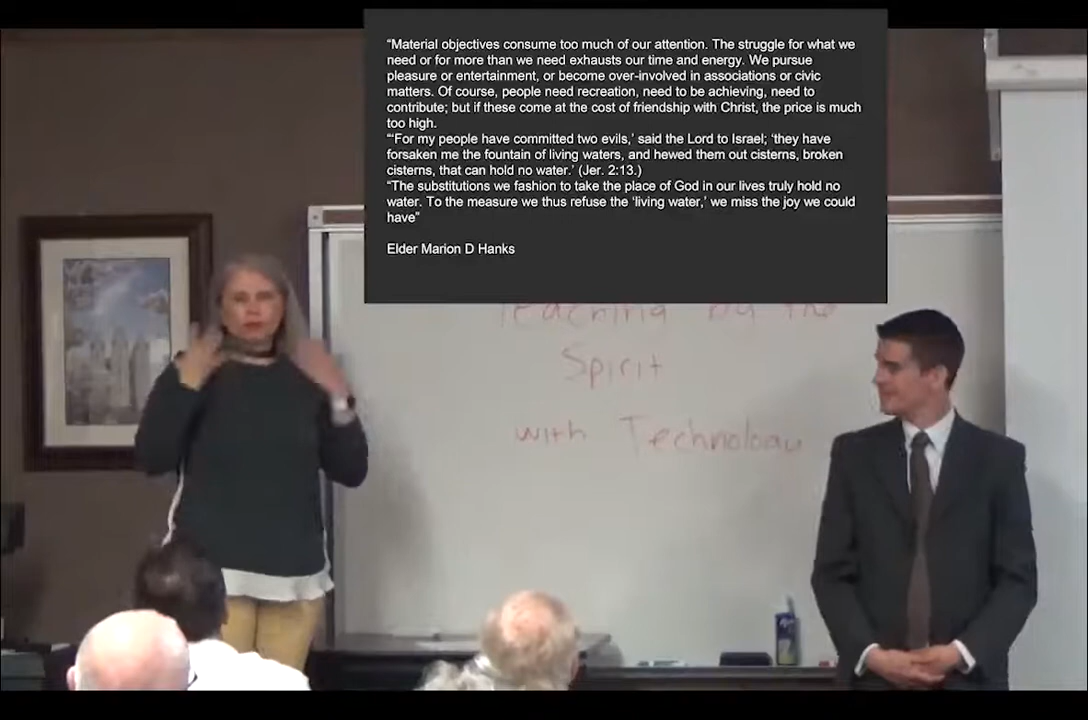 “Material objectives consume too much of our attention. The struggle for what we
need or for more than we need exhausts our time and energy. We pursue
pleasure or entertainment, or become over-involved in associations or civic
matters. Of course, people need recreation, need to be achieving, need to
contribute; but if these come at the cost of friendship with Christ, the price is much
too high.
“‘For my people have committed two evils,’ said the Lord to Israel; ‘they have
forsaken me the fountain of living waters, and hewed them out cisterns, broken
cisterns, that can hold no water.’ (Jer. 2:13.)
“The substitutions we fashion to take the place of God in our lives truly hold no
water. To the measure we thus refuse the ‘living water,’ we miss the joy we could
have”
Elder Marion D Hanks
Teaching by the
Spirit
with Technology